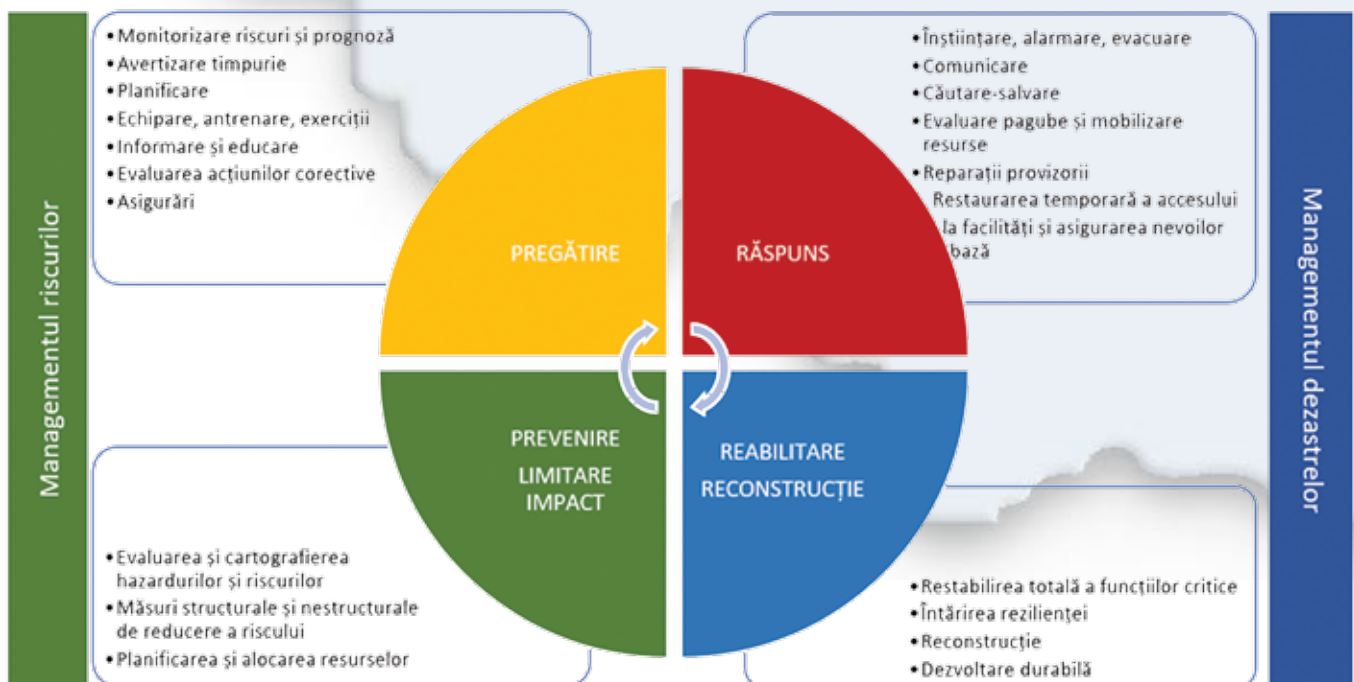 Managementul riscurilor
• Monitorizare riscuri și prognoză
• Avertizare timpurie
• Planificare
• Echipare, antrenare, exerciții
• Informare și educare
• Evaluarea acțiunilor corective
• Asigurări
PREGĂTIRE
RĂSPUNS
• Înștiințare, alarmare, evacuare
• Comunicare
• Căutare-salvare
• Evaluare pagube și mobilizare
resurse
• Reparații provizorii
Restaurarea temporară a accesului
la facilități și asigurarea nevoilor
bază
Managementul dezastrelor
PREVENIRE
LIMITARE
IMPACT
REABILITARE
RECONSTRUCȚIE
• Evaluarea și cartografierea
hazardurilor și riscurilor
• Măsuri structurale și nestructurale
de reducere a riscului
• Planificarea și alocarea resurselor
• Restabilirea totală a funcțiilor critice
• Întărirea rezilienței
• Reconstrucție
• Dezvoltare durabilă